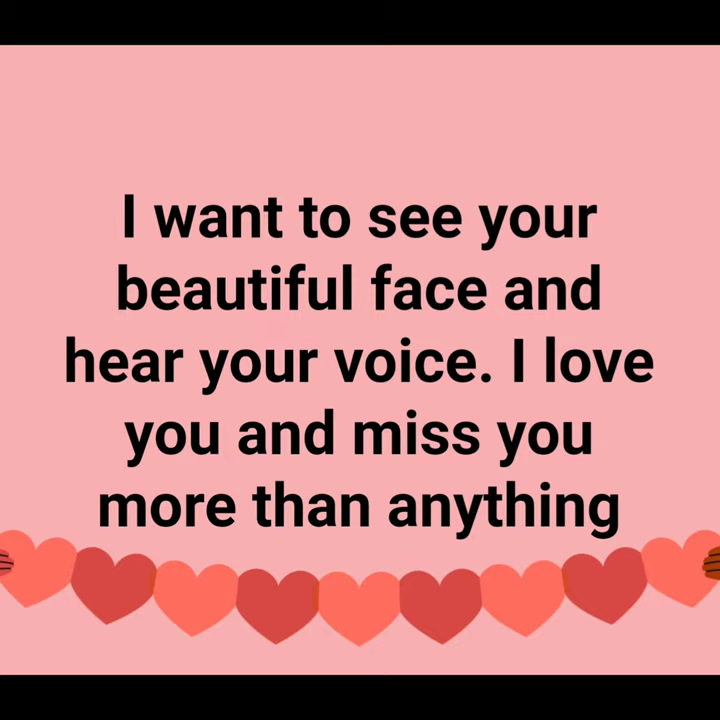 I want to see your
beautiful face and
hear your voice. I love
you and miss you
more than anything